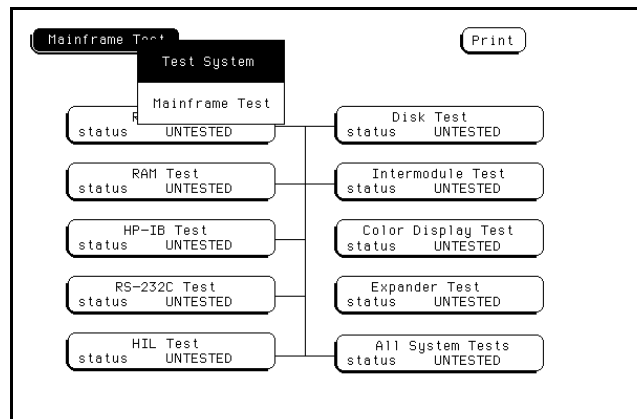 Mainframe Test
Print
Test System
Mainframe Test
Disk Test
status UNTESTED
status UNTESTED
RAM Test
status UNTESTED
Intermodule Test
status UNTESTED
HP-IB Test
status UNTESTED
Color Display Test
status UNTESTED
RS-232C Test
status UNTESTED
Expander Test
status UNTESTED
HIL Test
status UNTESTED
All System Tests
status UNTESTED